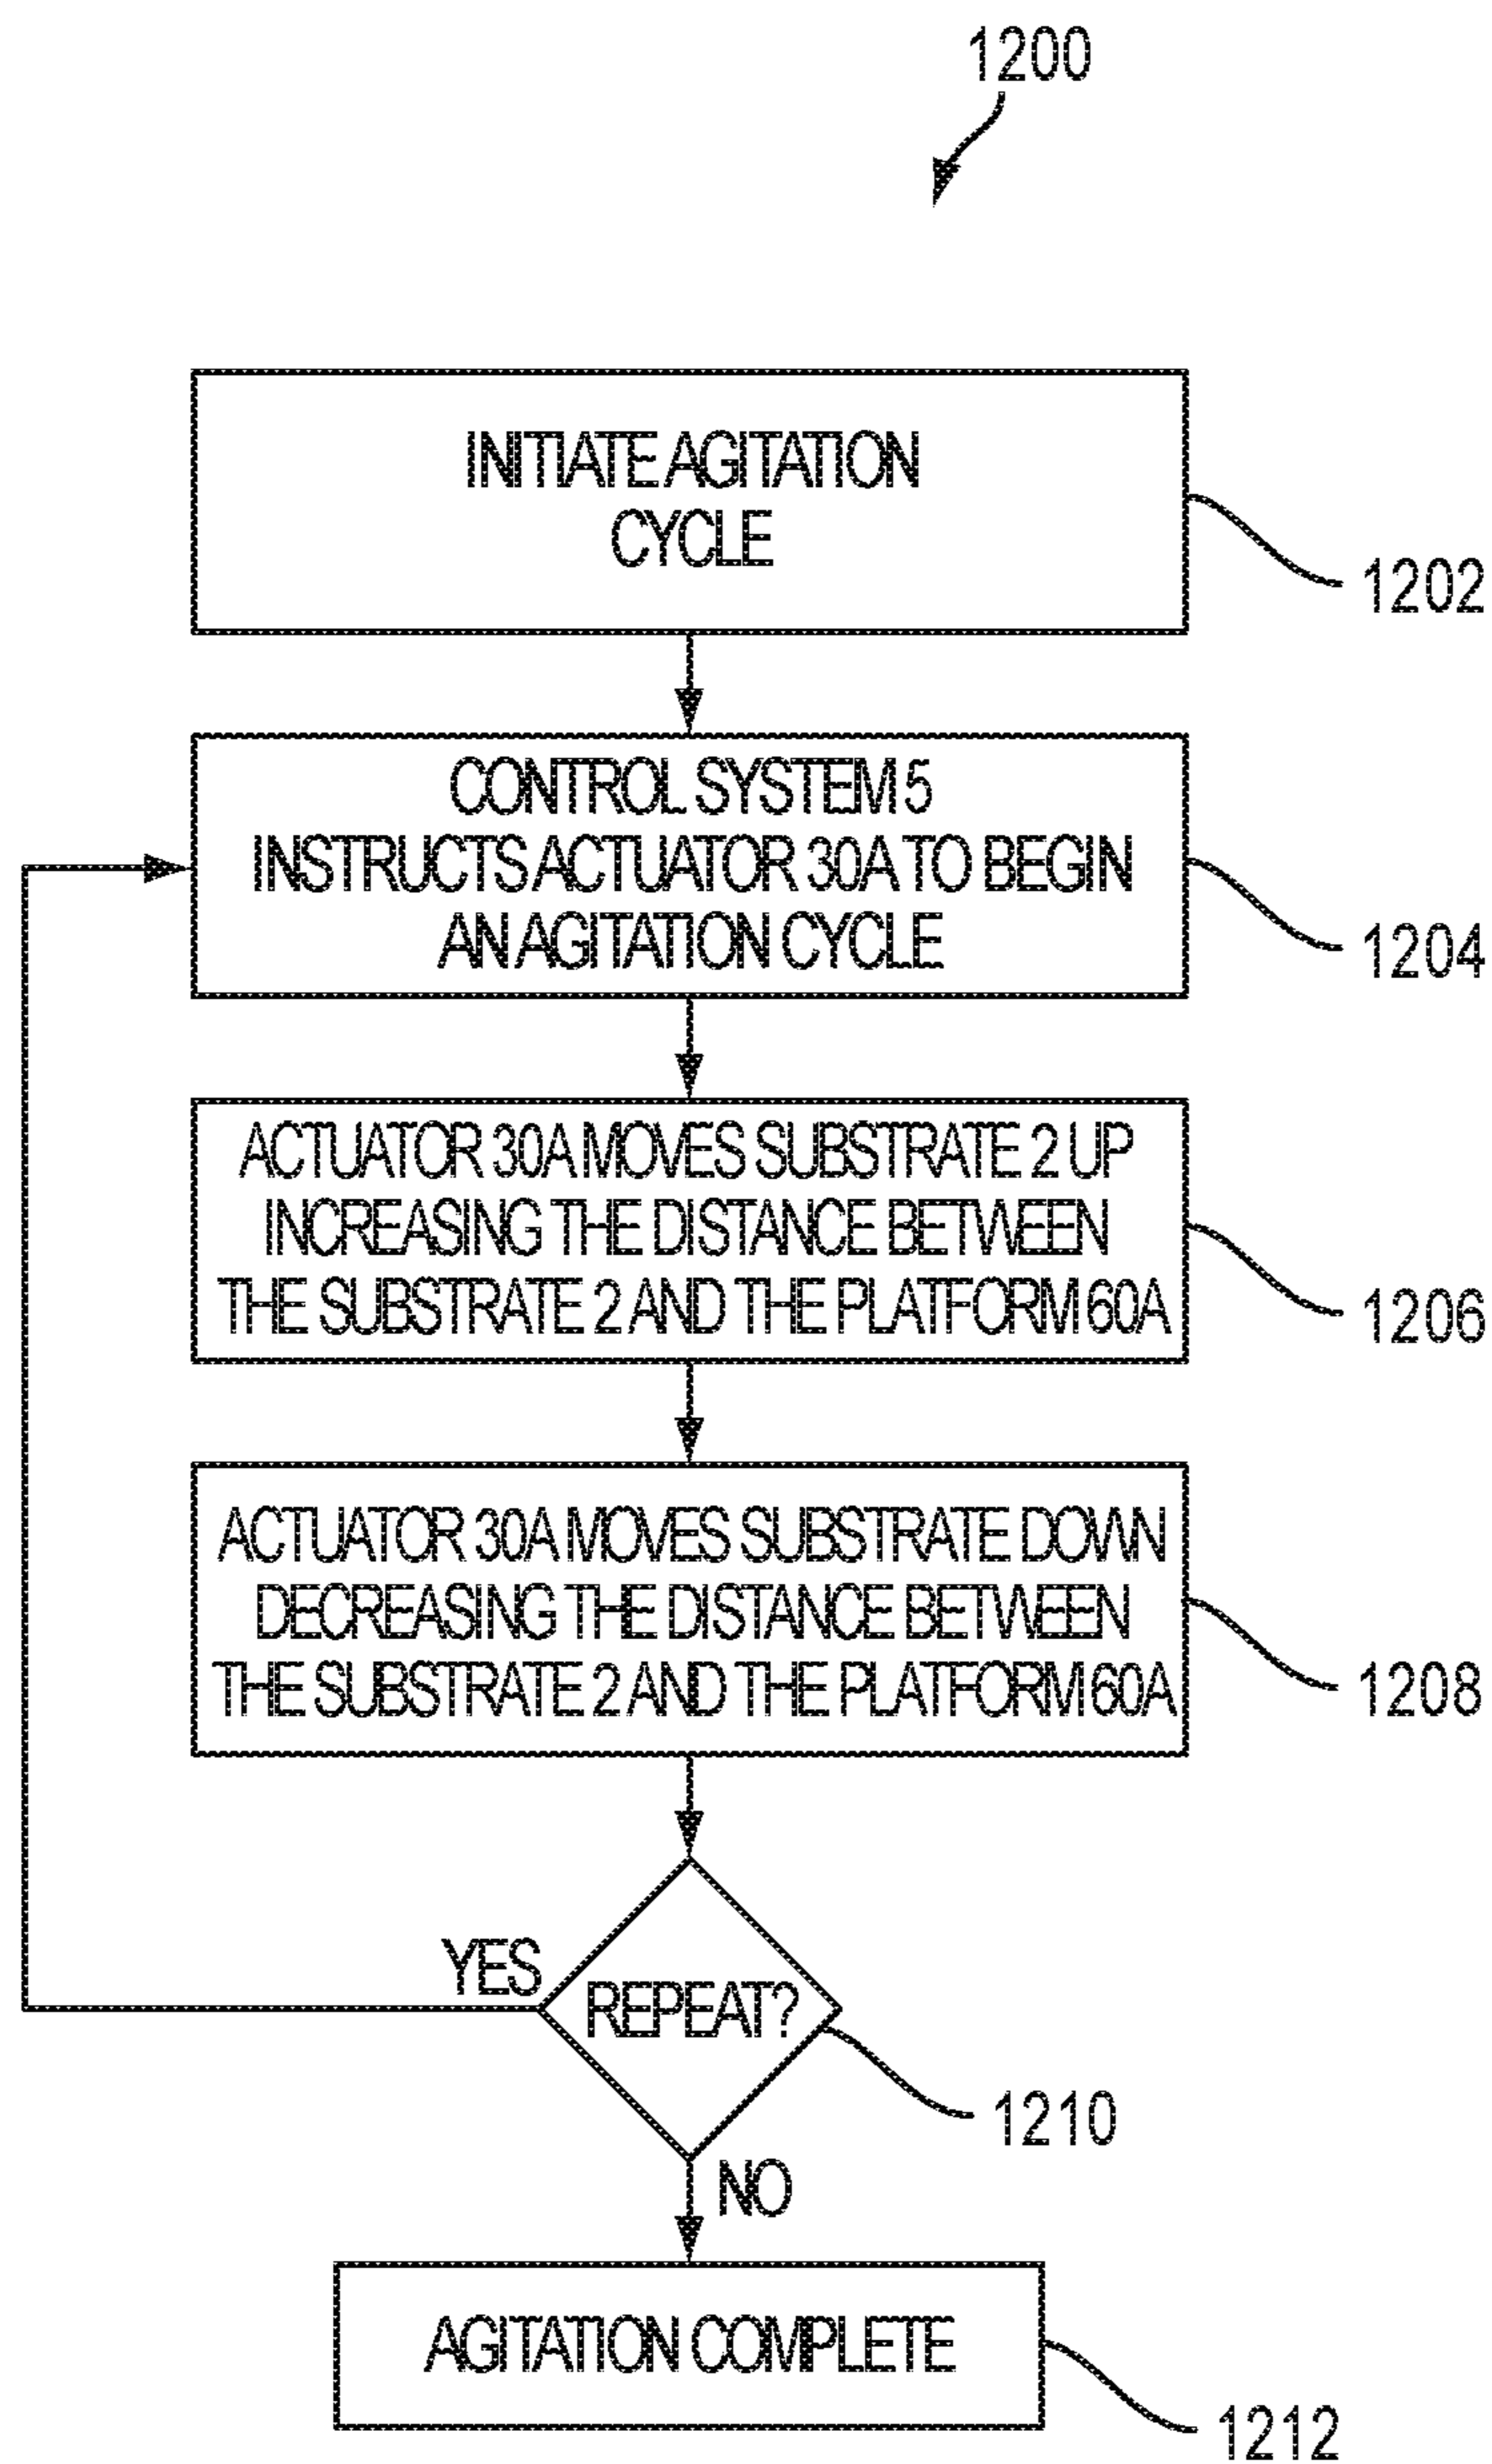 1200
INITIATE AGITATION
CYCLE
1202
CONTROL SYSTEM 5
INSTRUCTS ACTUATOR 30A TO BEGIN
AN AGITATION CYCLE
1204
ACTUATOR 30A MOVES SUBSTRATE 2 UP
INCREASING THE DISTANCE BETWEEN
THE SUBSTRATE 2 AND THE PLATFORM 60A
1206
ACTUATOR 30A MOVES SUBSTRATE DOWN
DECREASING THE DISTANCE BETWEEN
THE SUBSTRATE 2 AND THE PLATFORM 60A
1208
YES
REPEAT?
1210
NO
AGITATION COMPLETE
1212